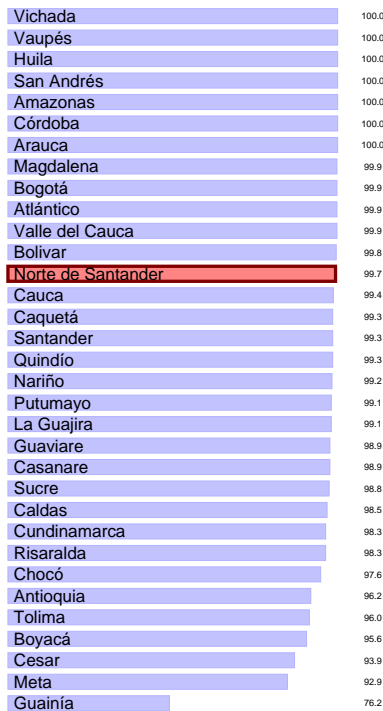 Vichada 100.0
Vaupés 100.0
Huila 100.0
San Andrés 100.0
Amazonas 100.0
Córdoba 100.0
Arauca 100.0
Magdalena 99.9
Bogotá 99.9
Atlántico 99.9
Valle del Cauca 99.9
Bolivar 99.8
Norte de Santander 99.7
Cauca 99.4
Caquetá 99.3
Santander 99.3
Quindío 99.3
Nariño 99.2
Putumayo 99.1
La Guajira 99.1
Guaviare 98.9
Casanare 98.9
Sucre 98.8
Caldas 98.5
Cundinamarca 98.3
Risaralda 98.3
Chocó 97.6
Antioquia 96.2
Tolima 96.0
Boyacá 95.6
Cesar 93.9
Meta 92.9
Guainía 76.2